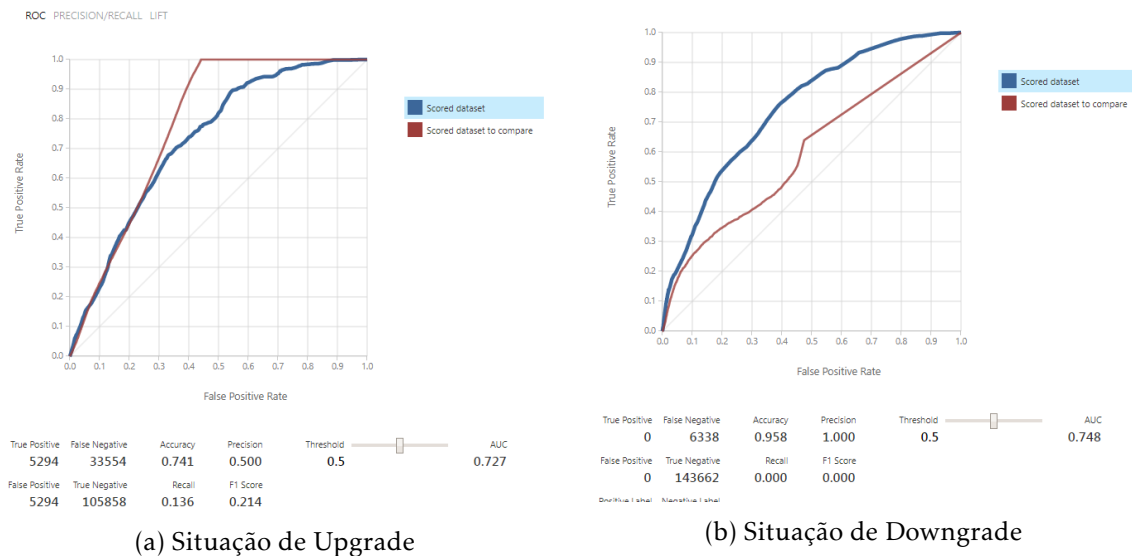 ROC PRECISION/RECALL LIFT
1.0
0.9
0.8
0.7
0.6
0.5
0.4
0.3
0.2
0.1
0.0
0.0 0.1 0.2 0.3 0.4 0.5 0.6 0.7 0.8 0.9 1.0
True Positive Rate
False Positive Rate
Scored dataset
Scored dataset to compare
True Positive False Negative Accuracy Precision Threshold AUC
5294 33554 0.741 0.500 0.5 0.727
False Positive True Negative Recall F1 Score
5294 105858 0.136 0.214
(a) Situação de Upgrade
1.0
0.9
0.8
0.7
0.6
0.5
0.4
0.3
0.2
0.1
0.0
0.0 0.1 0.2 0.3 0.4 0.5 0.6 0.7 0.8 0.9 1.0
True Positive Rate
False Positive Rate
Scored dataset
Scored dataset to compare
True Positive False Negative Accuracy Precision Threshold AUC
0 6338 0.958 1.000 0.5 0.748
False Positive True Negative Recall F1 Score
0 143662 0.000 0.000
Positive Label Negative Label
(b) Situação de Downgrade